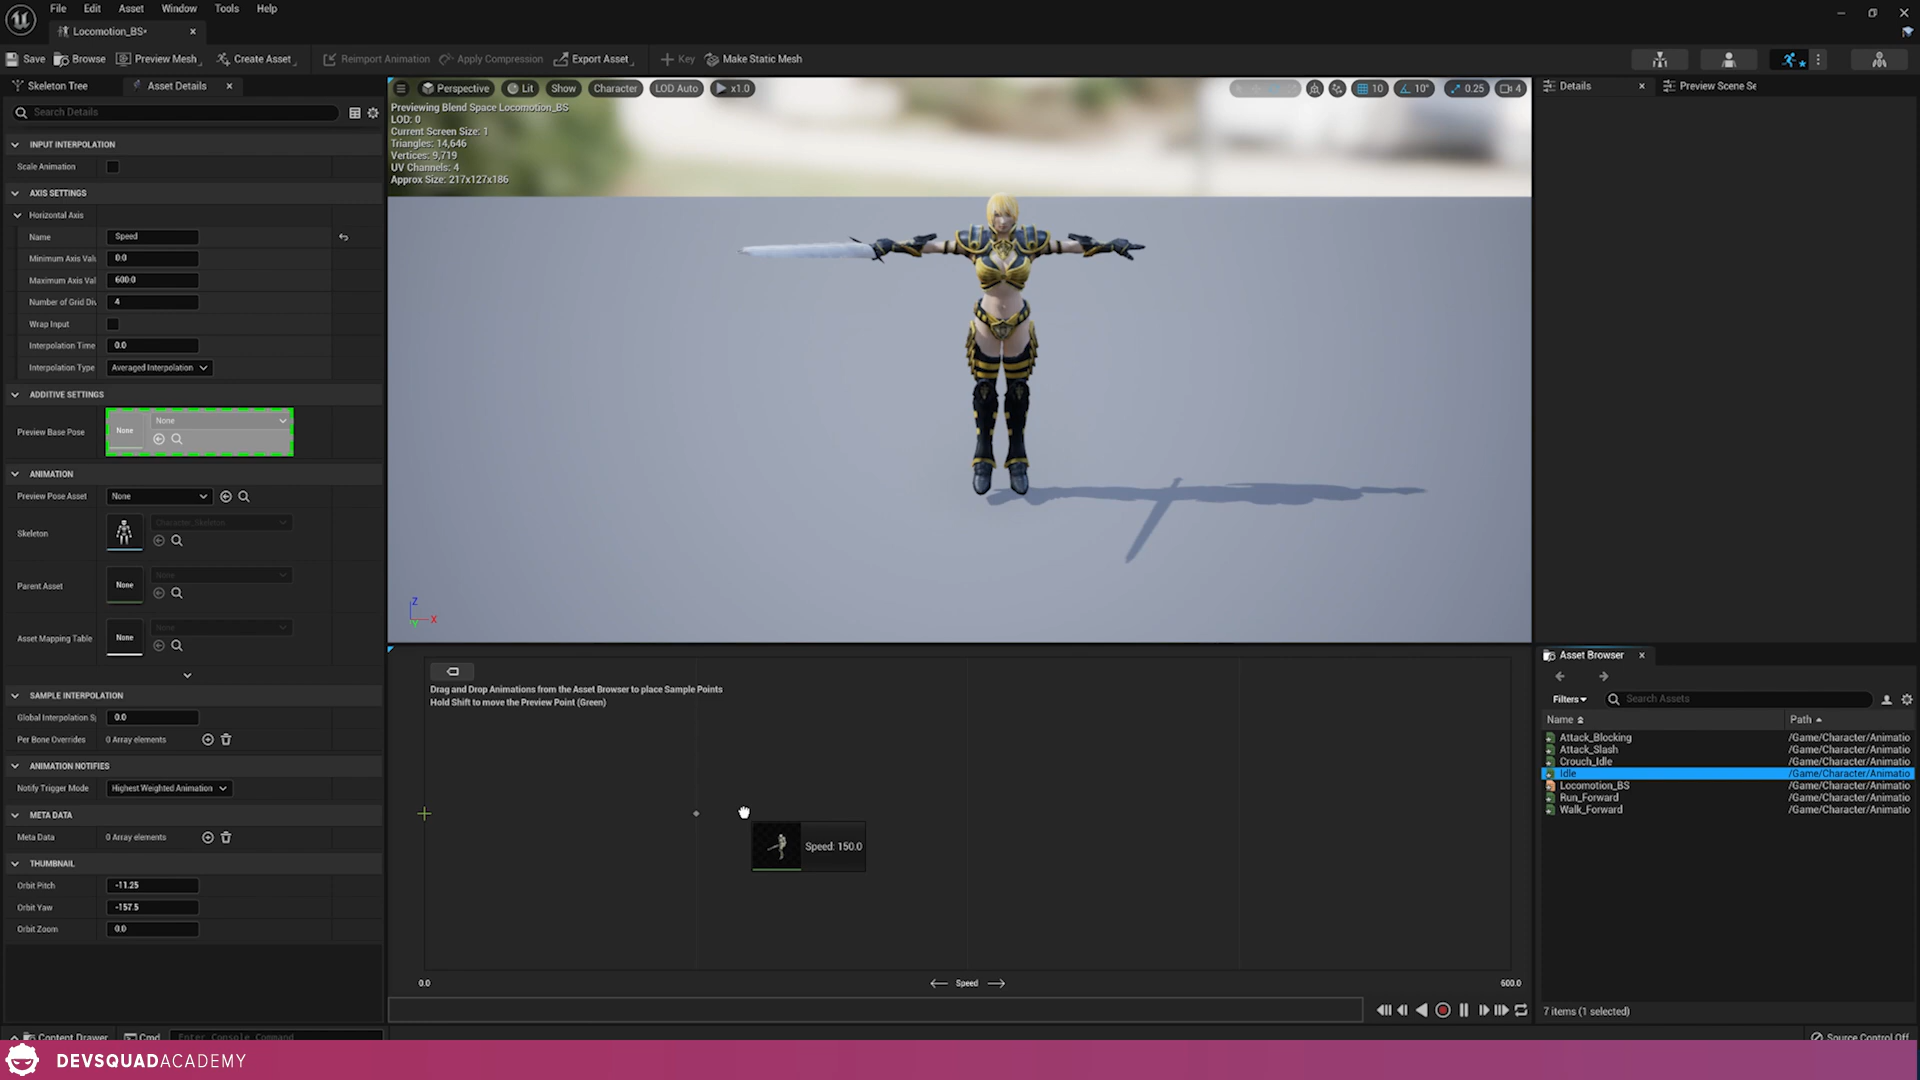 File Edit Asset Window Tools Help
Locomotion_BS*
Save Browse Preview Mesh Create Asset Reimport Animation Apply Compression Export Asset Key Make Static Mesh
Skeleton Tree Asset Details
Search Details
INPUT INTERPOLATION
Scale Animation
AXIS SETTINGS
Horizontal Axis
Name Speed
Minimum Axis Valu 0.0
Maximum Axis Val 600.0
Number of Grid Div 4
Wrap Input
Interpolation Time 0.0
Interpolation Type Averaged Interpolation
ADDITIVE SETTINGS
Preview Base Pose None None
ANIMATION
Preview Pose Asset None
Skeleton Character_Skeleton
Parent Asset None None
Asset Mapping Table None None
SAMPLE INTERPOLATION
Global Interpolation Sp 0.0
Per Bone Overrides 0 Array elements
ANIMATION NOTIFIES
Notify Trigger Mode Highest Weighted Animation
META DATA
Meta Data 0 Array elements
THUMBNAIL
Orbit Pitch -11.25
Orbit Yaw -157.5
Orbit Zoom 0.0
Perspective Lit Show Character LOD Auto x1.0
10 10° 0.25 4
Previewing Blend Space Locomotion_BS
LOD: 0
Current Screen Size: 1
Triangles: 14,646
Vertices: 9,719
UV Channels: 4
Approx Size: 217x127x186
Z
X
Y
Drag and Drop Animations from the Asset Browser to place Sample Points
Hold Shift to move the Preview Point (Green)
Speed: 150.0
0.0 Speed 600.0
Details Preview Scene Se
Asset Browser
Filters Search Assets
Name Path
Attack_Blocking /Game/Character/Animatio
Attack_Slash /Game/Character/Animatio
Crouch_Idle /Game/Character/Animatio
Idle /Game/Character/Animatio
Locomotion_BS /Game/Character/Animatio
Run_Forward /Game/Character/Animatio
Walk_Forward /Game/Character/Animatio
7 items (1 selected)
Content Drawer Cmd Enter Console Command Source Control Off
DEVSQUADACADEMY